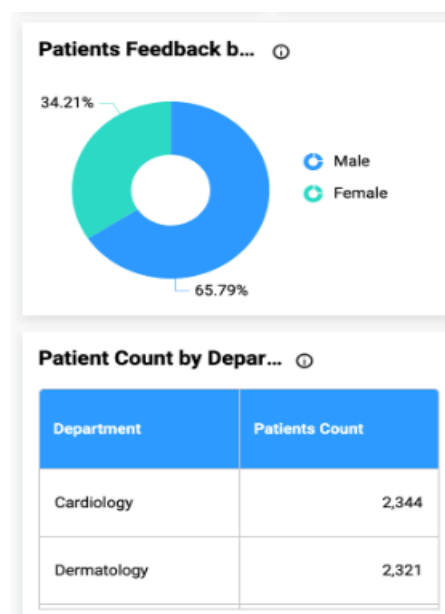 Patients Feedback b...
34.21%
Male
Female
65.79%
Patient Count by Depar...
Department Patients Count
Cardiology 2,344
Dermatology 2,321